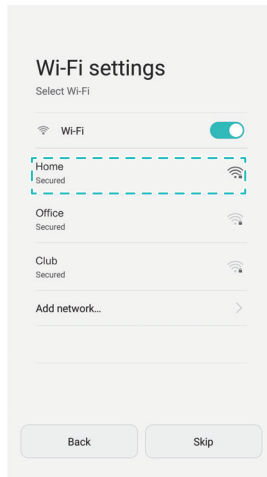 Wi-Fi settings
Select Wi-Fi
Wi-Fi
Home
Secured
Office
Secured
Club
Secured
Add network...
Back
Skip